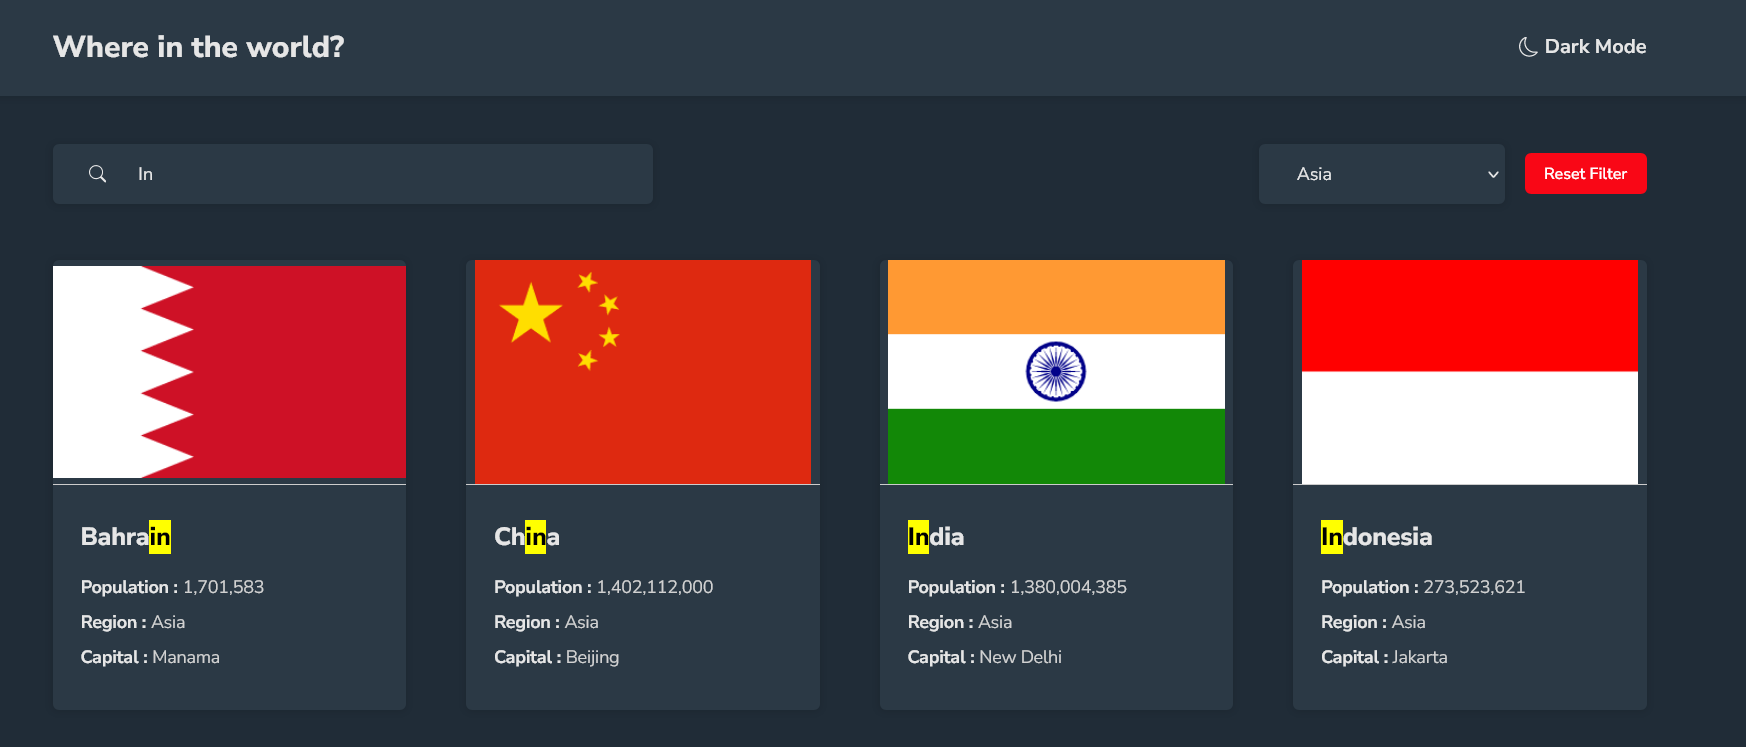 Where in the world?
Dark Mode
In
Asia
Reset Filter
Bahrain
Population : 1,701,583
Region : Asia
Capital : Manama
China
Population : 1,402,112,000
Region : Asia
Capital : Beijing
India
Population : 1,380,004,385
Region : Asia
Capital : New Delhi
Indonesia
Population : 273,523,621
Region : Asia
Capital : Jakarta